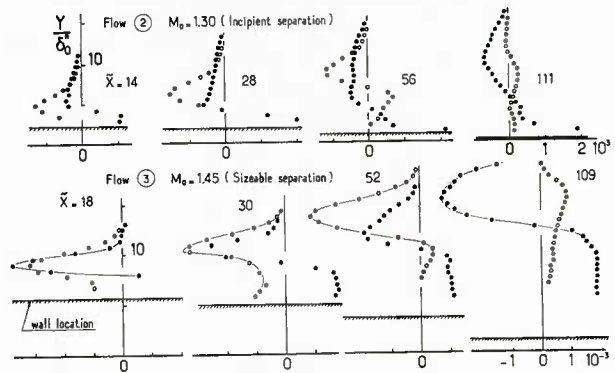 Y
δ̄₀* Flow ② M₀=1.30 (Incipient separation)
10
X̃=14 28 56 111
0 0 0 0 1 2 10³
Flow ③ M₀=1.45 (Sizeable separation)
X̃=18 30 52 109
10
wall location
0 0 0 -1 0 1 10⁻³